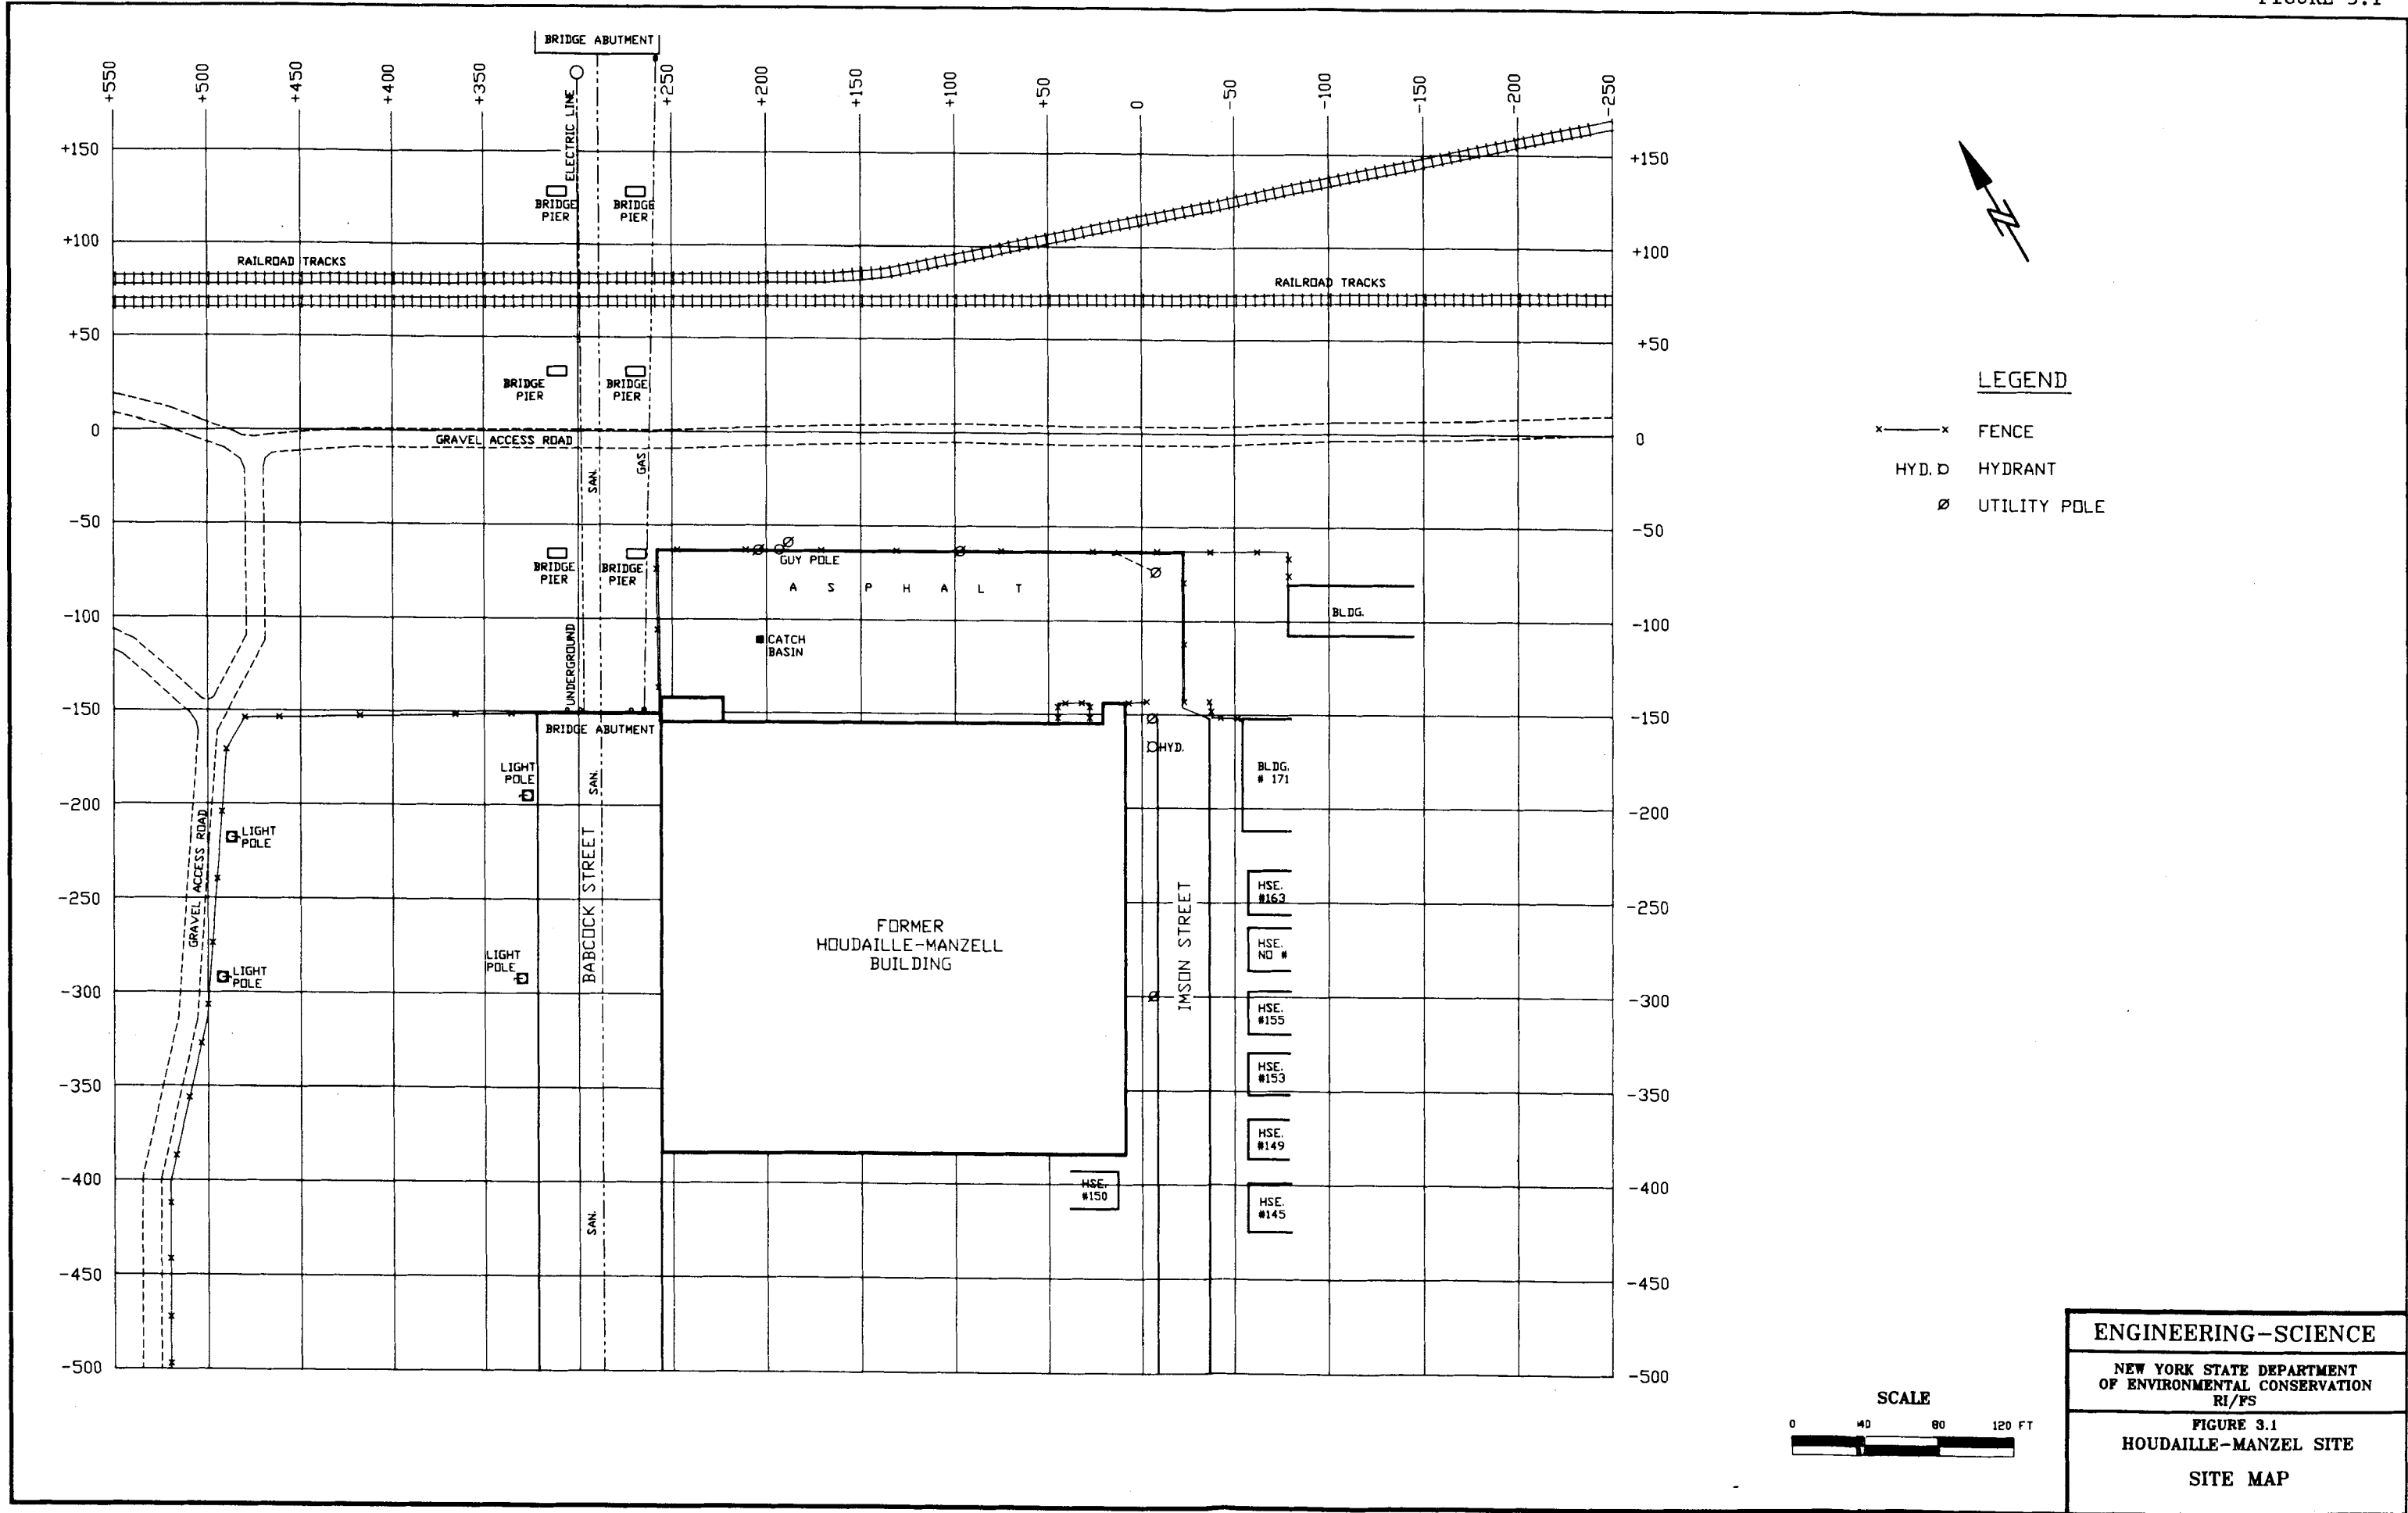 BRIDGE ABUTMENT
+550
+500
+450
+400
+350
+250
+200
+150
+100
+50
0
-50
-100
-150
-200
-250
ELECTRIC LINE
+150
+150
BRIDGE
PIER
BRIDGE
PIER
+100
+100
RAILROAD TRACKS
RAILROAD TRACKS
+50
+50
BRIDGE
PIER
BRIDGE
PIER
LEGEND
x x FENCE
HYD. HYDRANT
UTILITY POLE
0
GRAVEL ACCESS ROAD
0
SAN.
GAS
-50
-50
BRIDGE
PIER
BRIDGE
PIER
GUY POLE
A S P H A L T
-100
BLDG.
-100
UNDERGROUND
CATCH
BASIN
-150
-150
BRIDGE ABUTMENT
HYD.
LIGHT
POLE
SAN.
BLDG.
# 171
-200
-200
LIGHT
POLE
GRAVEL ACCESS ROAD
BABCOCK STREET
-250
-250
HSE.
#163
FORMER
HOUDAILLE-MANZELL
BUILDING
IMSON STREET
HSE.
NO #
LIGHT
POLE
LIGHT
POLE
-300
-300
HSE.
#155
-350
-350
HSE.
#153
HSE.
#149
-400
-400
HSE.
#150
HSE.
#145
SAN.
-450
-450
-500
-500
SCALE
0 40 80 120 FT
ENGINEERING-SCIENCE
NEW YORK STATE DEPARTMENT
OF ENVIRONMENTAL CONSERVATION
RI/FS
FIGURE 3.1
HOUDAILLE-MANZEL SITE
SITE MAP